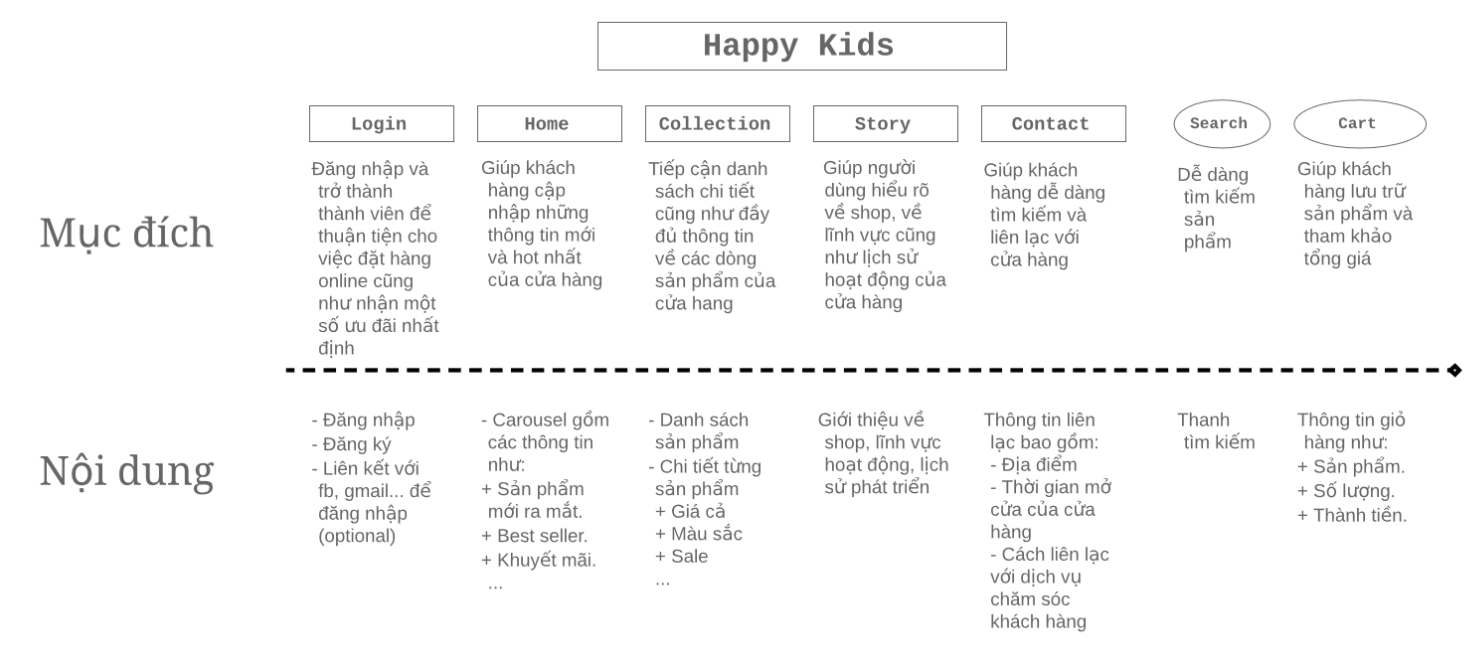 Happy Kids
Login
Home
Collection
Story
Contact
Search
Cart
Mục đích
Đăng nhập và
trở thành
thành viên để
thuận tiện cho
việc đặt hàng
online cũng
như nhận một
số ưu đãi nhất
định
Giúp khách
hàng cập
nhập những
thông tin mới
và hot nhất
của cửa hàng
Tiếp cận danh
sách chi tiết
cũng như đầy
đủ thông tin
về các dòng
sản phẩm của
cửa hang
Giúp người
dùng hiểu rõ
về shop, về
lĩnh vực cũng
như lịch sử
hoạt động của
cửa hàng
Giúp khách
hàng dễ dàng
tìm kiếm và
liên lạc với
cửa hàng
Dễ dàng
tìm kiếm
sản
phẩm
Giúp khách
hàng lưu trữ
sản phẩm và
tham khảo
tổng giá
Nội dung
- Đăng nhập
- Đăng ký
- Liên kết với
fb, gmail... để
đăng nhập
(optional)
- Carousel gồm
các thông tin
như:
+ Sản phẩm
mới ra mắt.
+ Best seller.
+ Khuyết mãi.
...
- Danh sách
sản phẩm
- Chi tiết từng
sản phẩm
+ Giá cả
+ Màu sắc
+ Sale
...
Giới thiệu về
shop, lĩnh vực
hoạt động, lịch
sử phát triển
Thông tin liên
lạc bao gồm:
- Địa điểm
- Thời gian mở
cửa của cửa
hàng
- Cách liên lạc
với dịch vụ
chăm sóc
khách hàng
Thanh
tìm kiếm
Thông tin giỏ
hàng như:
+ Sản phẩm.
+ Số lượng.
+ Thành tiền.